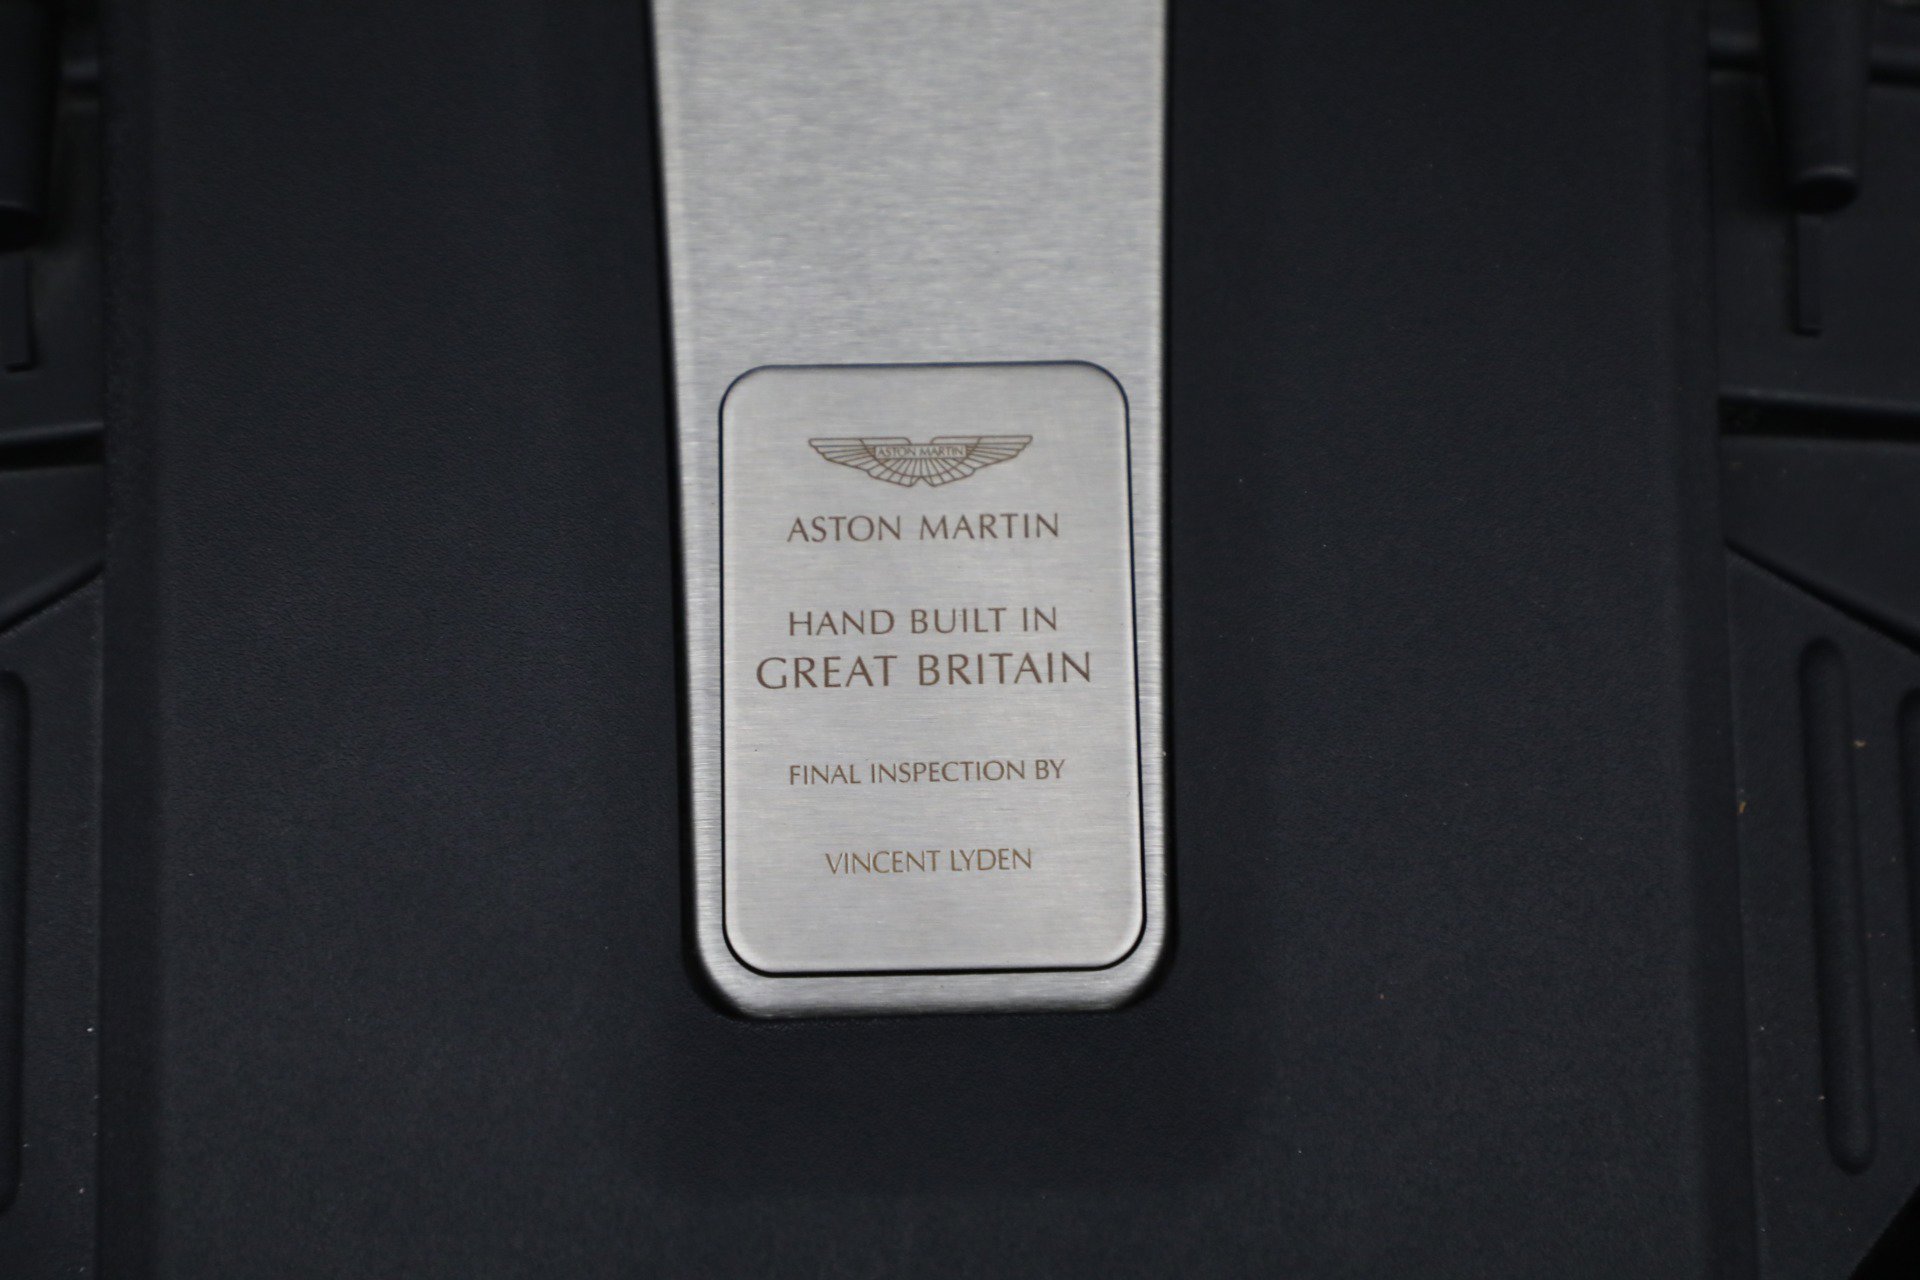 ASTON MARTIN
ASTON MARTIN
HAND BUILT IN
GREAT BRITAIN
FINAL INSPECTION BY
VINCENT LYDEN